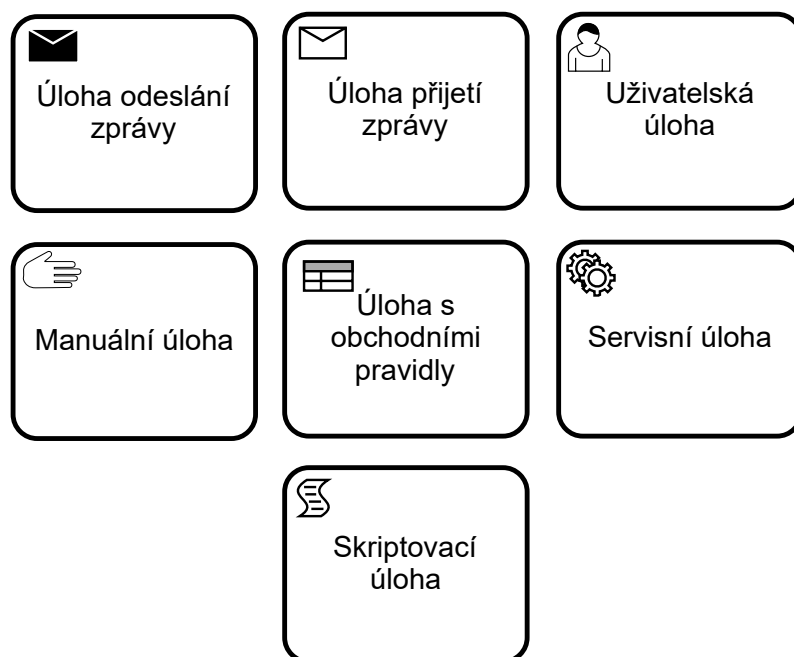 Úloha odeslání
zprávy
Úloha přijetí
zprávy
Uživatelská
úloha
Manuální úloha
Úloha s
obchodními
pravidly
Servisní úloha
Skriptovací
úloha